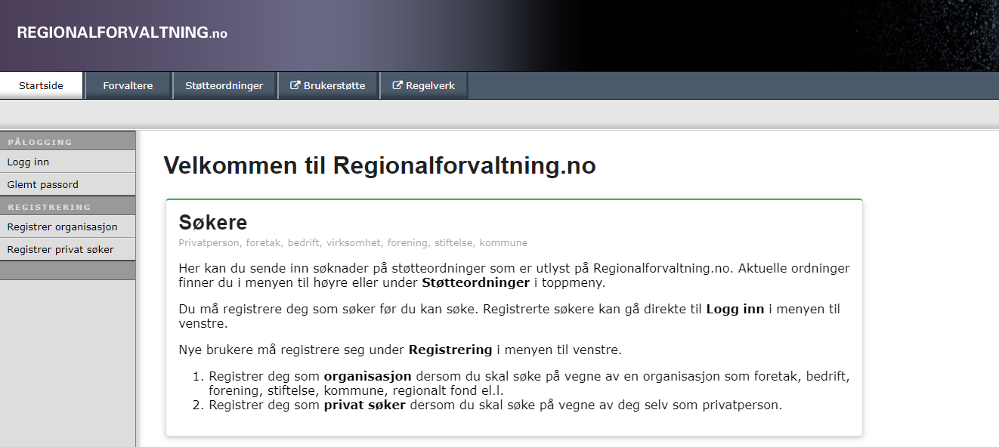 REGIONALFORVALTNING.no
Startside
Forvaltere
Støtteordninger
Brukerstøtte
Regelverk
PÅLOGGING
Logg inn
Glemt passord
REGISTRERING
Registrer organisasjon
Registrer privat søker
Velkommen til Regionalforvaltning.no
Søkere
Privatperson, foretak, bedrift, virksomhet, forening, stiftelse, kommune
Her kan du sende inn søknader på støtteordninger som er utlyst på Regionalforvaltning.no. Aktuelle ordninger
finner du i menyen til høyre eller under Støtteordninger i toppmeny.
Du må registrere deg som søker før du kan søke. Registrerte søkere kan gå direkte til Logg inn i menyen til
venstre.
Nye brukere må registrere seg under Registrering i menyen til venstre.
1. Registrer deg som organisasjon dersom du skal søke på vegne av en organisasjon som foretak, bedrift,
forening, stiftelse, kommune, regionalt fond el.l.
2. Registrer deg som privat søker dersom du skal søke på vegne av deg selv som privatperson.